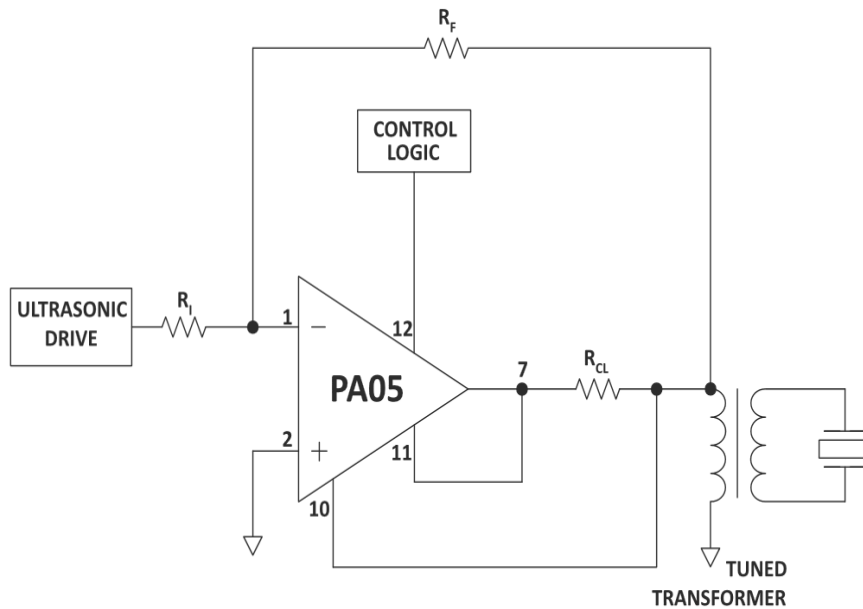 R_F
CONTROL
LOGIC
ULTRASONIC
DRIVE
R_I
1
−
12
PA05
7
R_CL
2
+
11
10
TUNED
TRANSFORMER